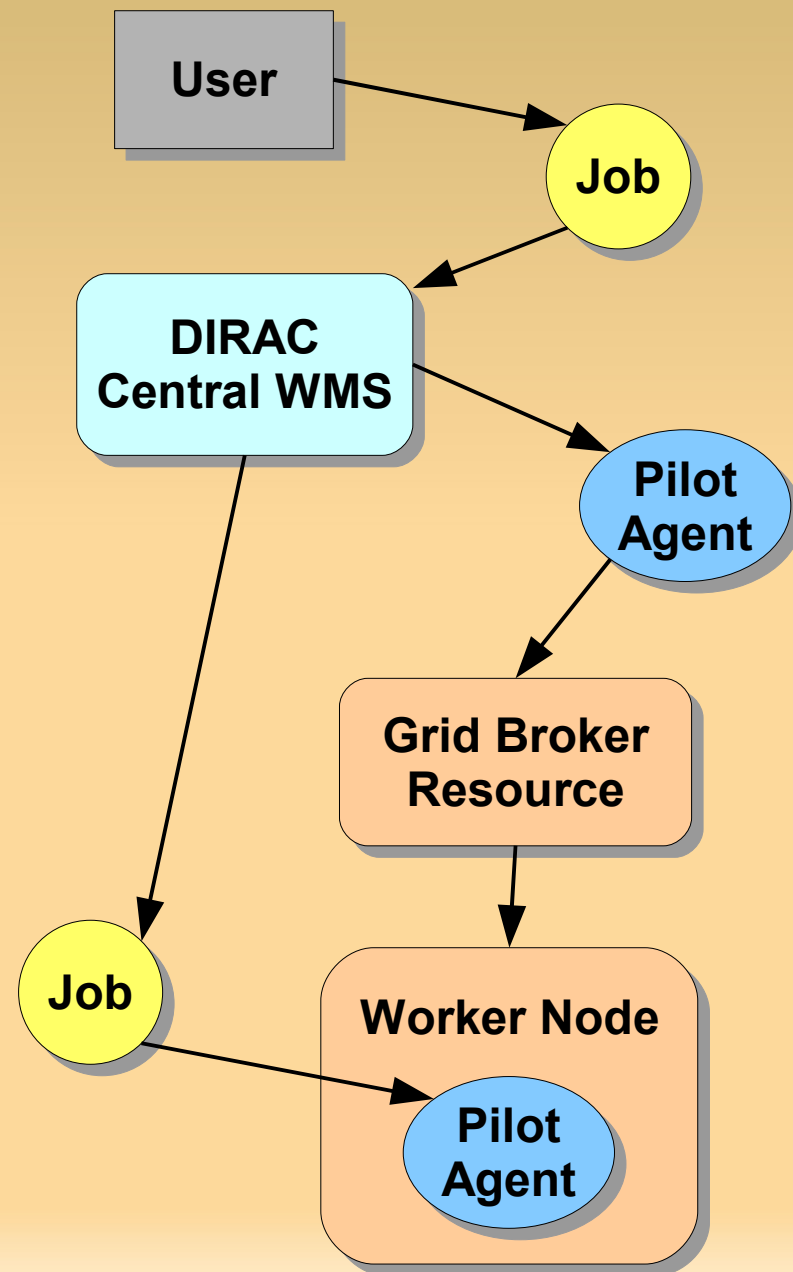 User
Job
DIRAC
Central WMS
Pilot
Agent
Grid Broker
Resource
Job
Worker Node
Pilot
Agent